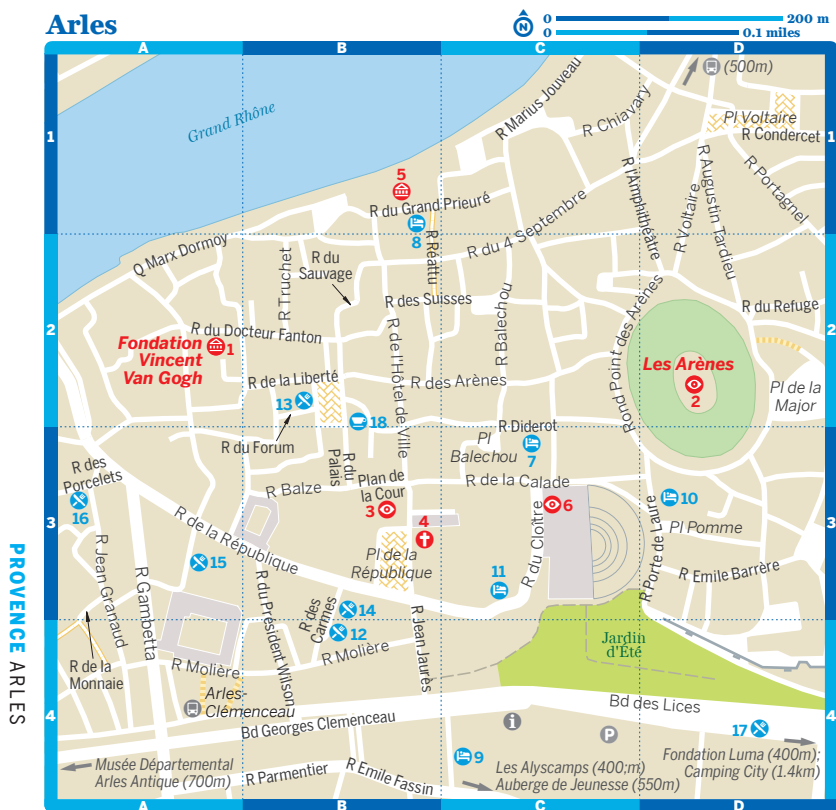 Arles
N
0 200 m
0 0.1 miles
A B C D
1
2
3
4
1
2
3
4
A B C D
PROVENCE ARLES
(500m)
Grand Rhône
R Marius Jouveau
R Chiavary
Pl Voltaire
R Condercet
R Portagnel
R Augustin Tardieu
R Voltaire
R l'Amphithéâtre
5
R du Grand Prieuré
8
R Réattu
R du 4 Septembre
Q Marx Dormoy
R Truchet
R du
Sauvage
R des Suisses
R Balechou
Rond Point des Arènes
R du Refuge
R du Docteur Fanton
Fondation
Vincent
Van Gogh
1
R de l'Hôtel de Ville
Les Arènes
2
R de la Liberté
R des Arènes
Pl de la
Major
13
18
R du Forum
R Diderot
Pl
Balechou
7
R des
Porcelets
R du
Palais
Plan de
la Cour
R Balze
R de la Calade
10
16
3
4
6
R Porte de Laure
Pl Pomme
R de la République
Pl de la
République
R du Cloître
R Emile Barrère
15
R Jean Granaud
R Gambetta
11
R du Président Wilson
R des
Carmes
14
12
R Jean Jaurès
Jardin
d'Été
R de la
Monnaie
R Molière
R Molière
Arles-
Clémenceau
Bd Georges Clemenceau
Bd des Lices
i
P
17
9
Musée Départemental
Arles Antique (700m)
R Parmentier
R Emile Fassin
Les Alyscamps (400;m)
Auberge de Jeunesse (550m)
Fondation Luma (400m);
Camping City (1.4km)